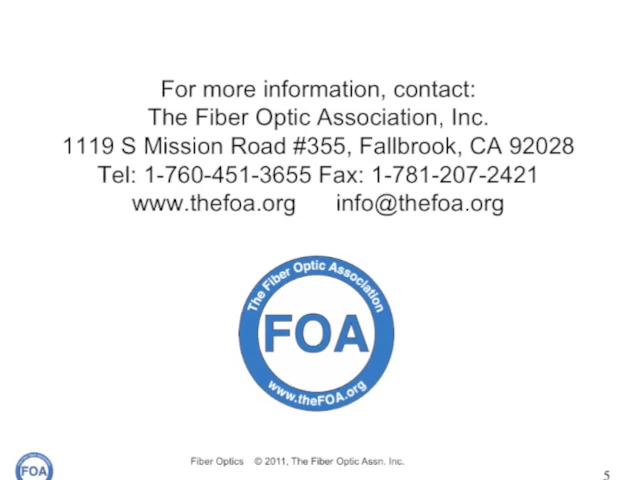 For more information, contact:
The Fiber Optic Association, Inc.
1119 S Mission Road #355, Fallbrook, CA 92028
Tel: 1-760-451-3655 Fax: 1-781-207-2421
www.thefoa.org info@thefoa.org
The Fiber Optic Association
FOA
www.theFOA.org
Fiber Optics © 2011, The Fiber Optic Assn. Inc.
FOA
5